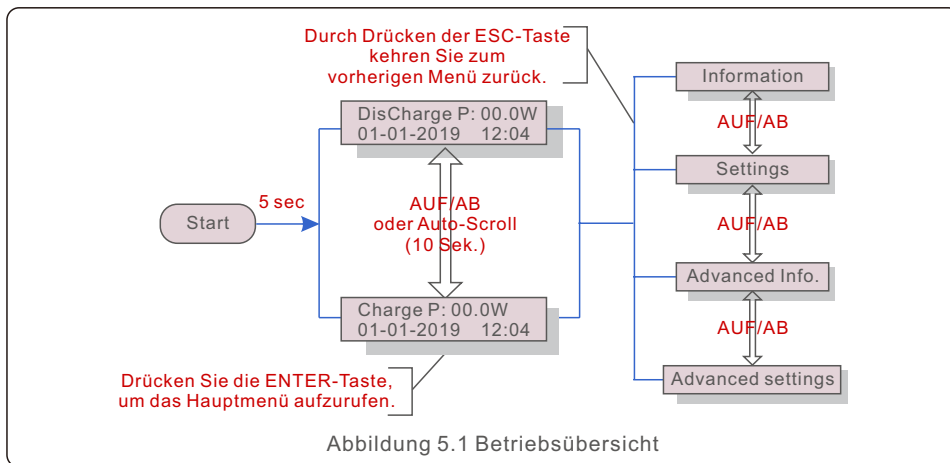 Durch Drücken der ESC-Taste
kehren Sie zum
vorherigen Menü zurück.
DisCharge P: 00.0W
01-01-2019 12:04
5 sec
Start
AUF/AB
oder Auto-Scroll
(10 Sek.)
Charge P: 00.0W
01-01-2019 12:04
Drücken Sie die ENTER-Taste,
um das Hauptmenü aufzurufen.
Information
AUF/AB
Settings
AUF/AB
Advanced Info.
AUF/AB
Advanced settings
Abbildung 5.1 Betriebsübersicht